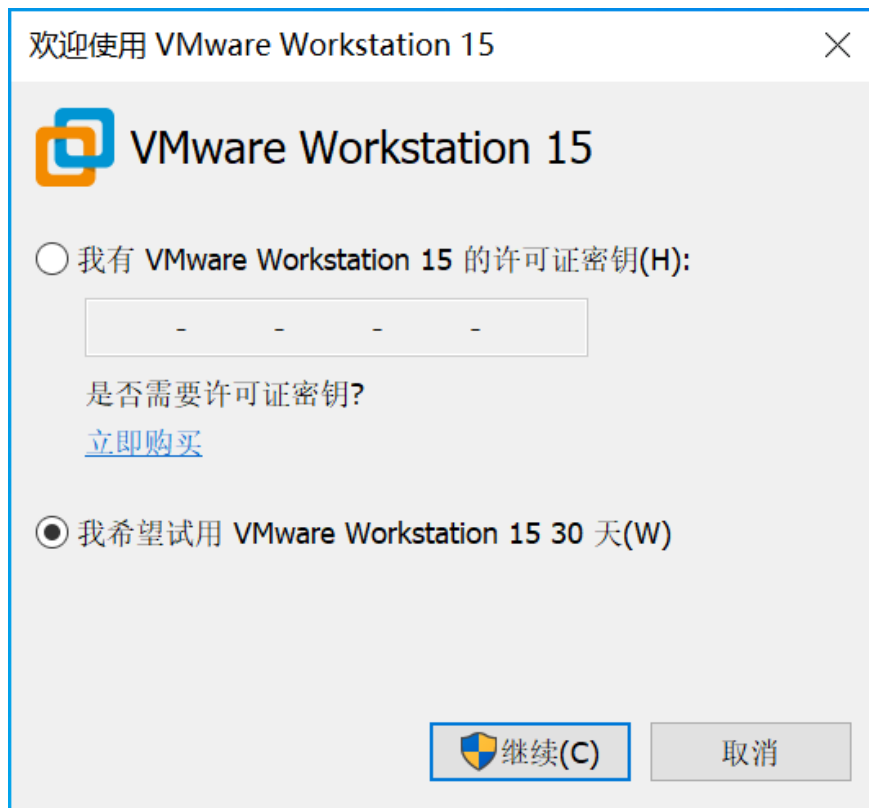 欢迎使用 VMware Workstation 15
VMware Workstation 15
我有 VMware Workstation 15 的许可证密钥(H):
- - - -
是否需要许可证密钥?
立即购买
我希望试用 VMware Workstation 15 30 天(W)
继续(C)
取消